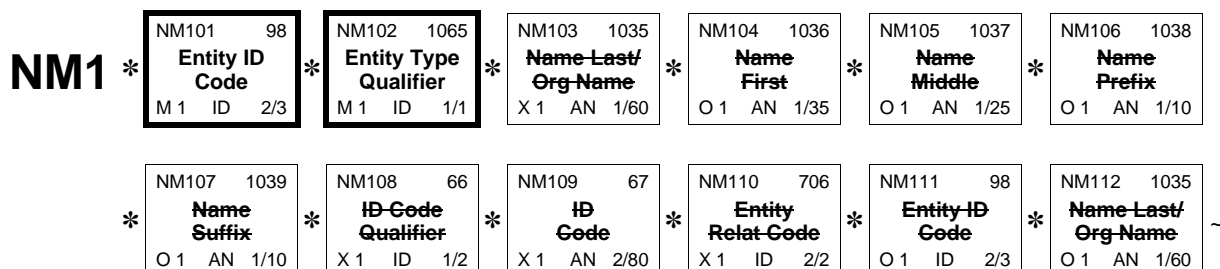 NM1 * NM101 98 * NM102 1065 * NM103 1035 * NM104 1036 * NM105 1037 * NM106 1038
Entity ID Entity Type Name Last/ Name Name Name
Code Qualifier Org Name First Middle Prefix
M 1 ID 2/3 M 1 ID 1/1 X 1 AN 1/60 O 1 AN 1/35 O 1 AN 1/25 O 1 AN 1/10
* NM107 1039 * NM108 66 * NM109 67 * NM110 706 * NM111 98 * NM112 1035 ~
Name ID Code ID Entity Entity ID Name Last/
Suffix Qualifier Code Relat Code Code Org Name
O 1 AN 1/10 X 1 ID 1/2 X 1 AN 2/80 X 1 ID 2/2 O 1 ID 2/3 O 1 AN 1/60